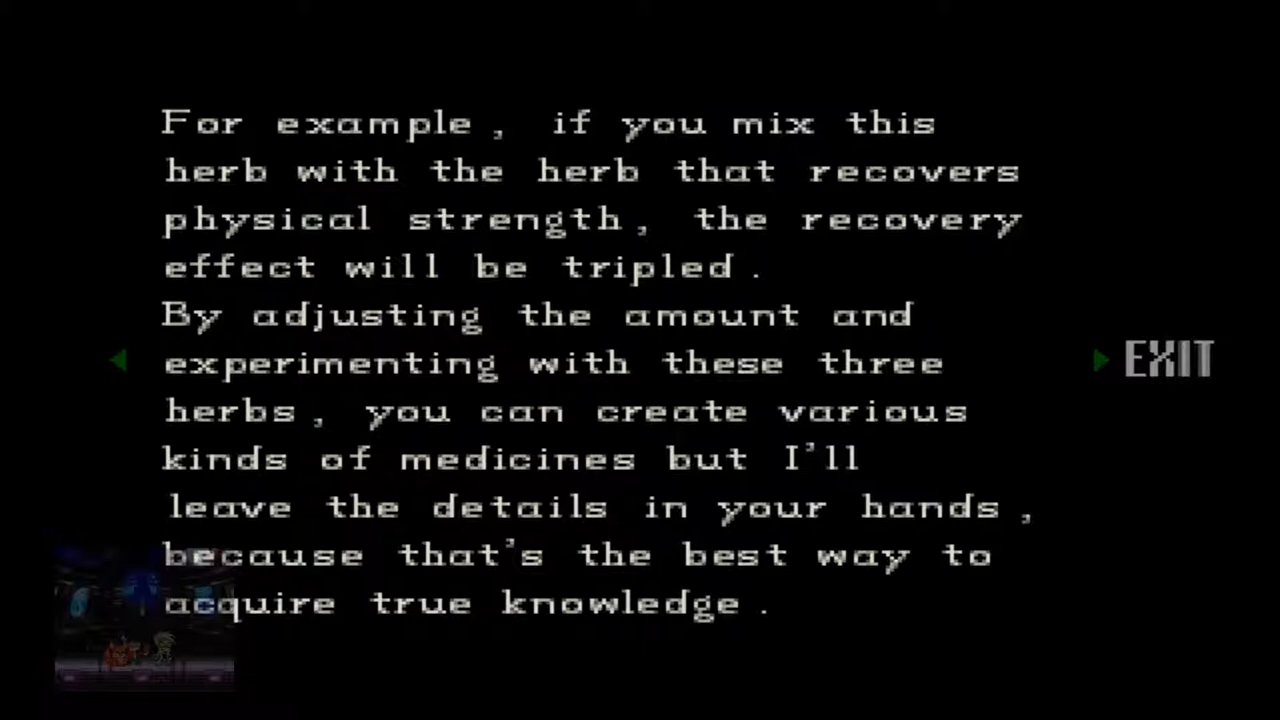 For example, if you mix this
herb with the herb that recovers
physical strength, the recovery
effect will be tripled.
By adjusting the amount and
experimenting with these three
herbs, you can create various
kinds of medicines but I'll
leave the details in your hands,
because that's the best way to
acquire true knowledge.
EXIT